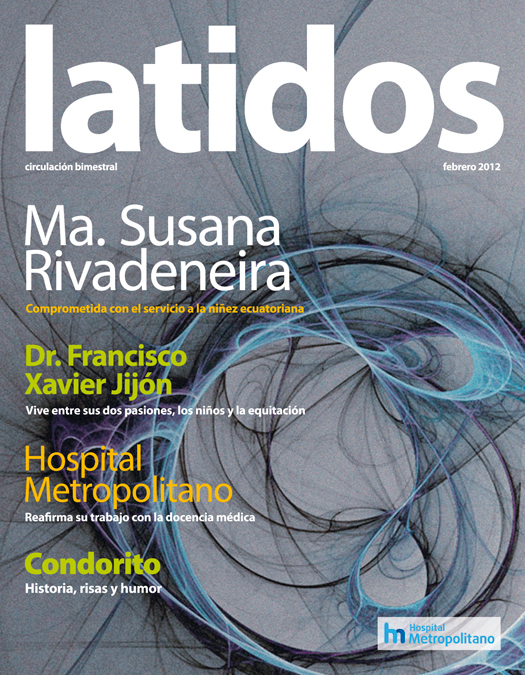 latidos
circulación bimestral
febrero 2012
Ma. Susana
Rivadeneira
Comprometida con el servicio a la niñez ecuatoriana
Dr. Francisco
Xavier Jijón
Vive entre sus dos pasiones, los niños y la equitación
Hospital
Metropolitano
Reafirma su trabajo con la docencia médica
Condorito
Historia, risas y humor
hm
Hospital
Metropolitano